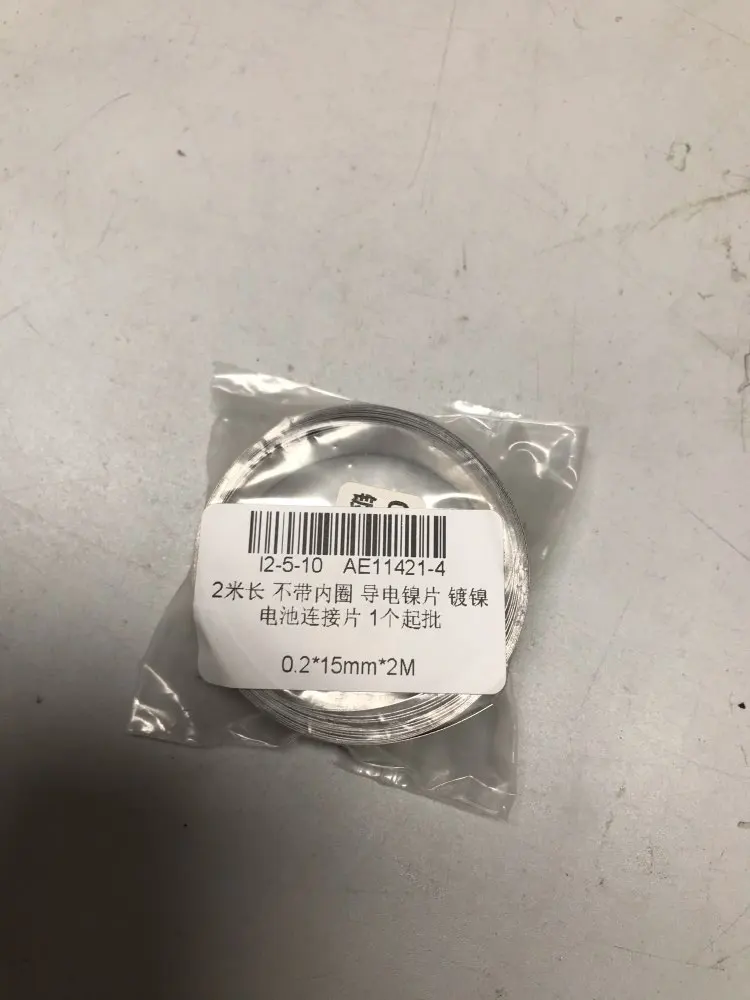 I2-5-10 AE11421-4
2米长 不带内圈 导电镍片 镀镍
电池连接片 1个起批
0.2*15mm*2M